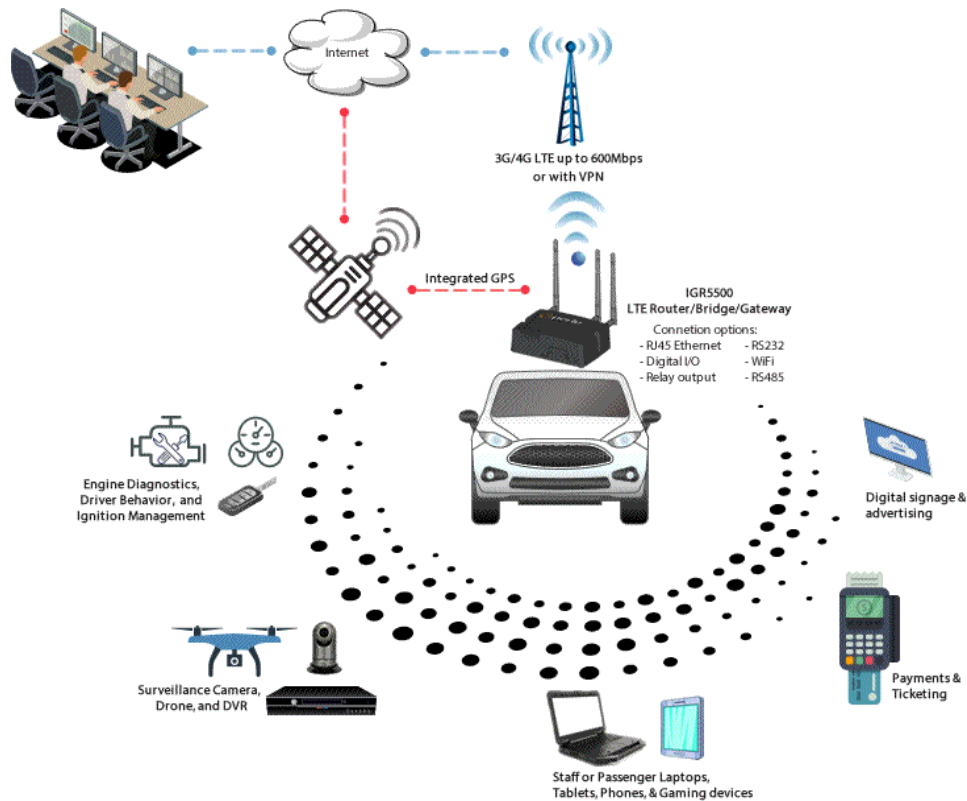 Internet
3G/4G LTE up to 600Mbps
or with VPN
Integrated GPS
IGR5500
LTE Router/Bridge/Gateway
Connetion options:
- RJ45 Ethernet - RS232
- Digital I/O - WiFi
- Relay output - RS485
Engine Diagnostics,
Driver Behavior, and
Ignition Management
Digital signage &
advertising
Surveillance Camera,
Drone, and DVR
Payments &
Ticketing
Staff or Passenger Laptops,
Tablets, Phones, & Gaming devices